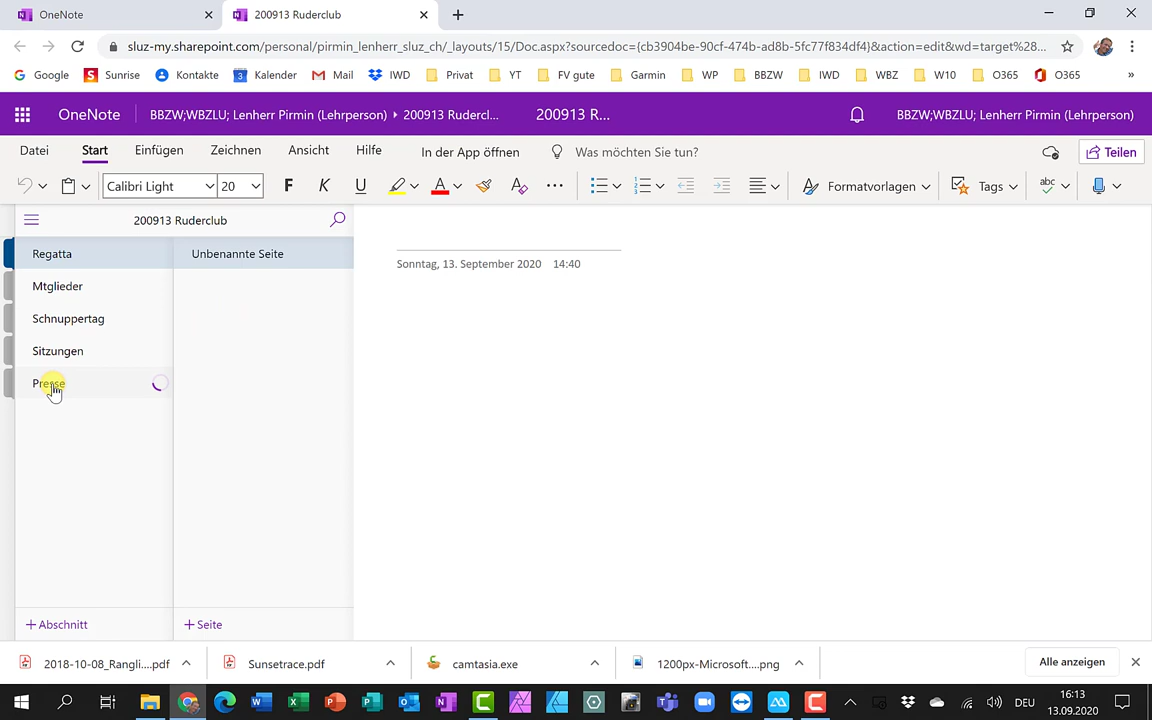 OneNote
200913 Ruderclub
sluz-my.sharepoint.com/personal/pirmin_lenherr_sluz_ch/_layouts/15/Doc.aspx?sourcedoc={cb3904be-90cf-474b-ad8b-5fc77f834df4}&action=edit&wd=target%28...
Google Sunrise Kontakte Kalender Mail IWD Privat YT FV gute Garmin WP BBZW IWD WBZ W10 O365 O365 »
OneNote BBZW;WBZLU; Lenherr Pirmin (Lehrperson) 200913 Rudercl... 200913 R... BBZW;WBZLU; Lenherr Pirmin (Lehrperson)
Datei Start Einfügen Zeichnen Ansicht Hilfe In der App öffnen Was möchten Sie tun? Teilen
Calibri Light 20 F K U A A Formatvorlagen Tags abc
200913 Ruderclub
Regatta Unbenannte Seite
Sonntag, 13. September 2020 14:40
Mtglieder
Schnuppertag
Sitzungen
Presse
+ Abschnitt + Seite
2018-10-08_Rangli....pdf Sunsetrace.pdf camtasia.exe 1200px-Microsoft....png Alle anzeigen
DEU 16:13
13.09.2020